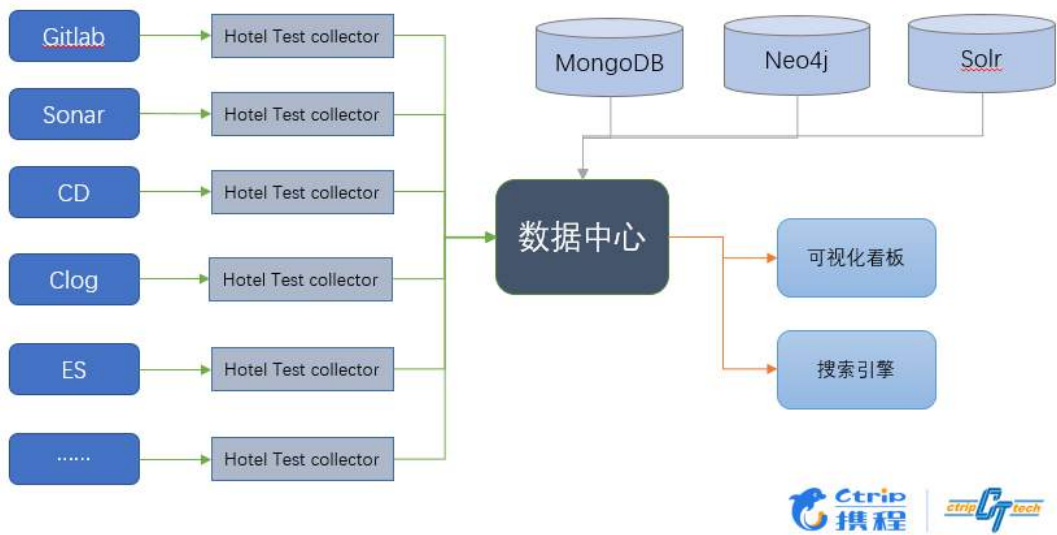 Gitlab
Hotel Test collector
Sonar
Hotel Test collector
CD
Hotel Test collector
Clog
Hotel Test collector
ES
Hotel Test collector
......
Hotel Test collector
MongoDB
Neo4j
Solr
数据中心
可视化看板
搜索引擎
Ctrip
携程
ctrip CT tech